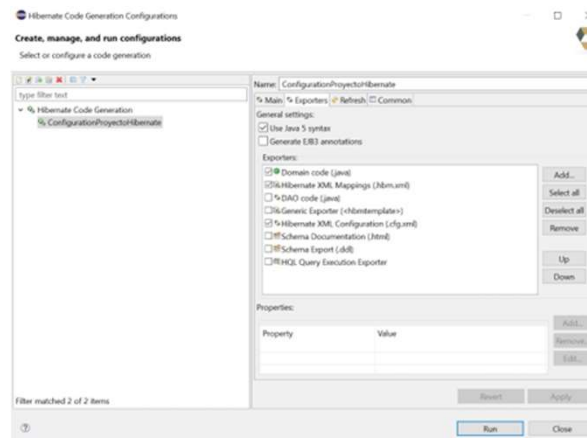 Hibernate Code Generation Configurations
Create, manage, and run configurations
Select or configure a code generation
type filter text
Hibernate Code Generation
ConfigurationProyectoHibernate
Filter matched 2 of 2 items
Name: ConfigurationProyectoHibernate
Main Exporters Refresh Common
General settings:
Use Java 5 syntax
Generate EJB3 annotations
Exporters:
Domain code (.java)
Hibernate XML Mappings (.hbm.xml)
DAO code (.java)
Generic Exporter (<hbmtemplate>)
Hibernate XML Configuration (.cfg.xml)
Schema Documentation (.html)
Schema Export (.ddl)
HQL Query Execution Exporter
Add...
Select all
Deselect all
Remove
Up
Down
Properties:
Property Value
Add...
Remove...
Edit...
Revert Apply
Run Close